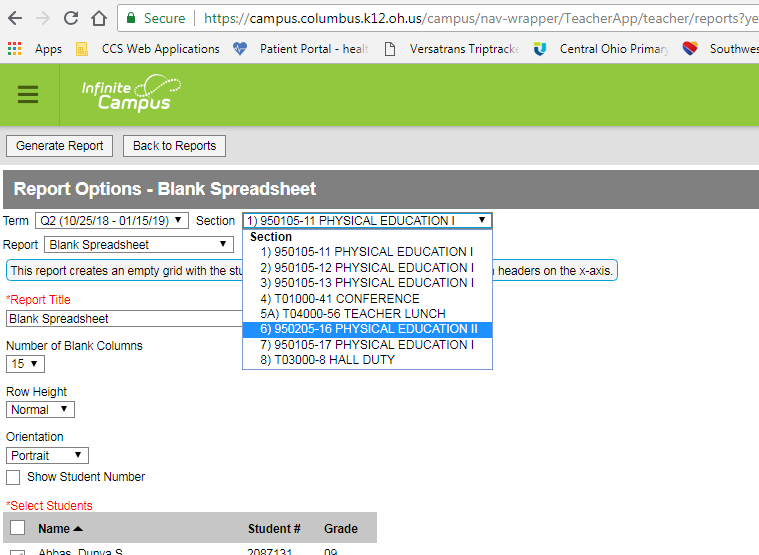 Secure https://campus.columbus.k12.oh.us/campus/nav-wrapper/TeacherApp/teacher/reports?ye
Apps CCS Web Applications Patient Portal - healt Versatrans Triptracke Central Ohio Primary Southwes
Infinite
Campus
Generate Report Back to Reports
Report Options - Blank Spreadsheet
Term Q2 (10/25/18 - 01/15/19) Section 1) 950105-11 PHYSICAL EDUCATION I
Report Blank Spreadsheet
Section
1) 950105-11 PHYSICAL EDUCATION I
2) 950105-12 PHYSICAL EDUCATION I
3) 950105-13 PHYSICAL EDUCATION I
4) T01000-41 CONFERENCE
5A) T04000-56 TEACHER LUNCH
6) 950205-16 PHYSICAL EDUCATION II
7) 950105-17 PHYSICAL EDUCATION I
8) T03000-8 HALL DUTY
This report creates an empty grid with the stu headers on the x-axis.
*Report Title
Blank Spreadsheet
Number of Blank Columns
15
Row Height
Normal
Orientation
Portrait
Show Student Number
*Select Students
Name Student # Grade
Abbas, Dunya S 2087131 09